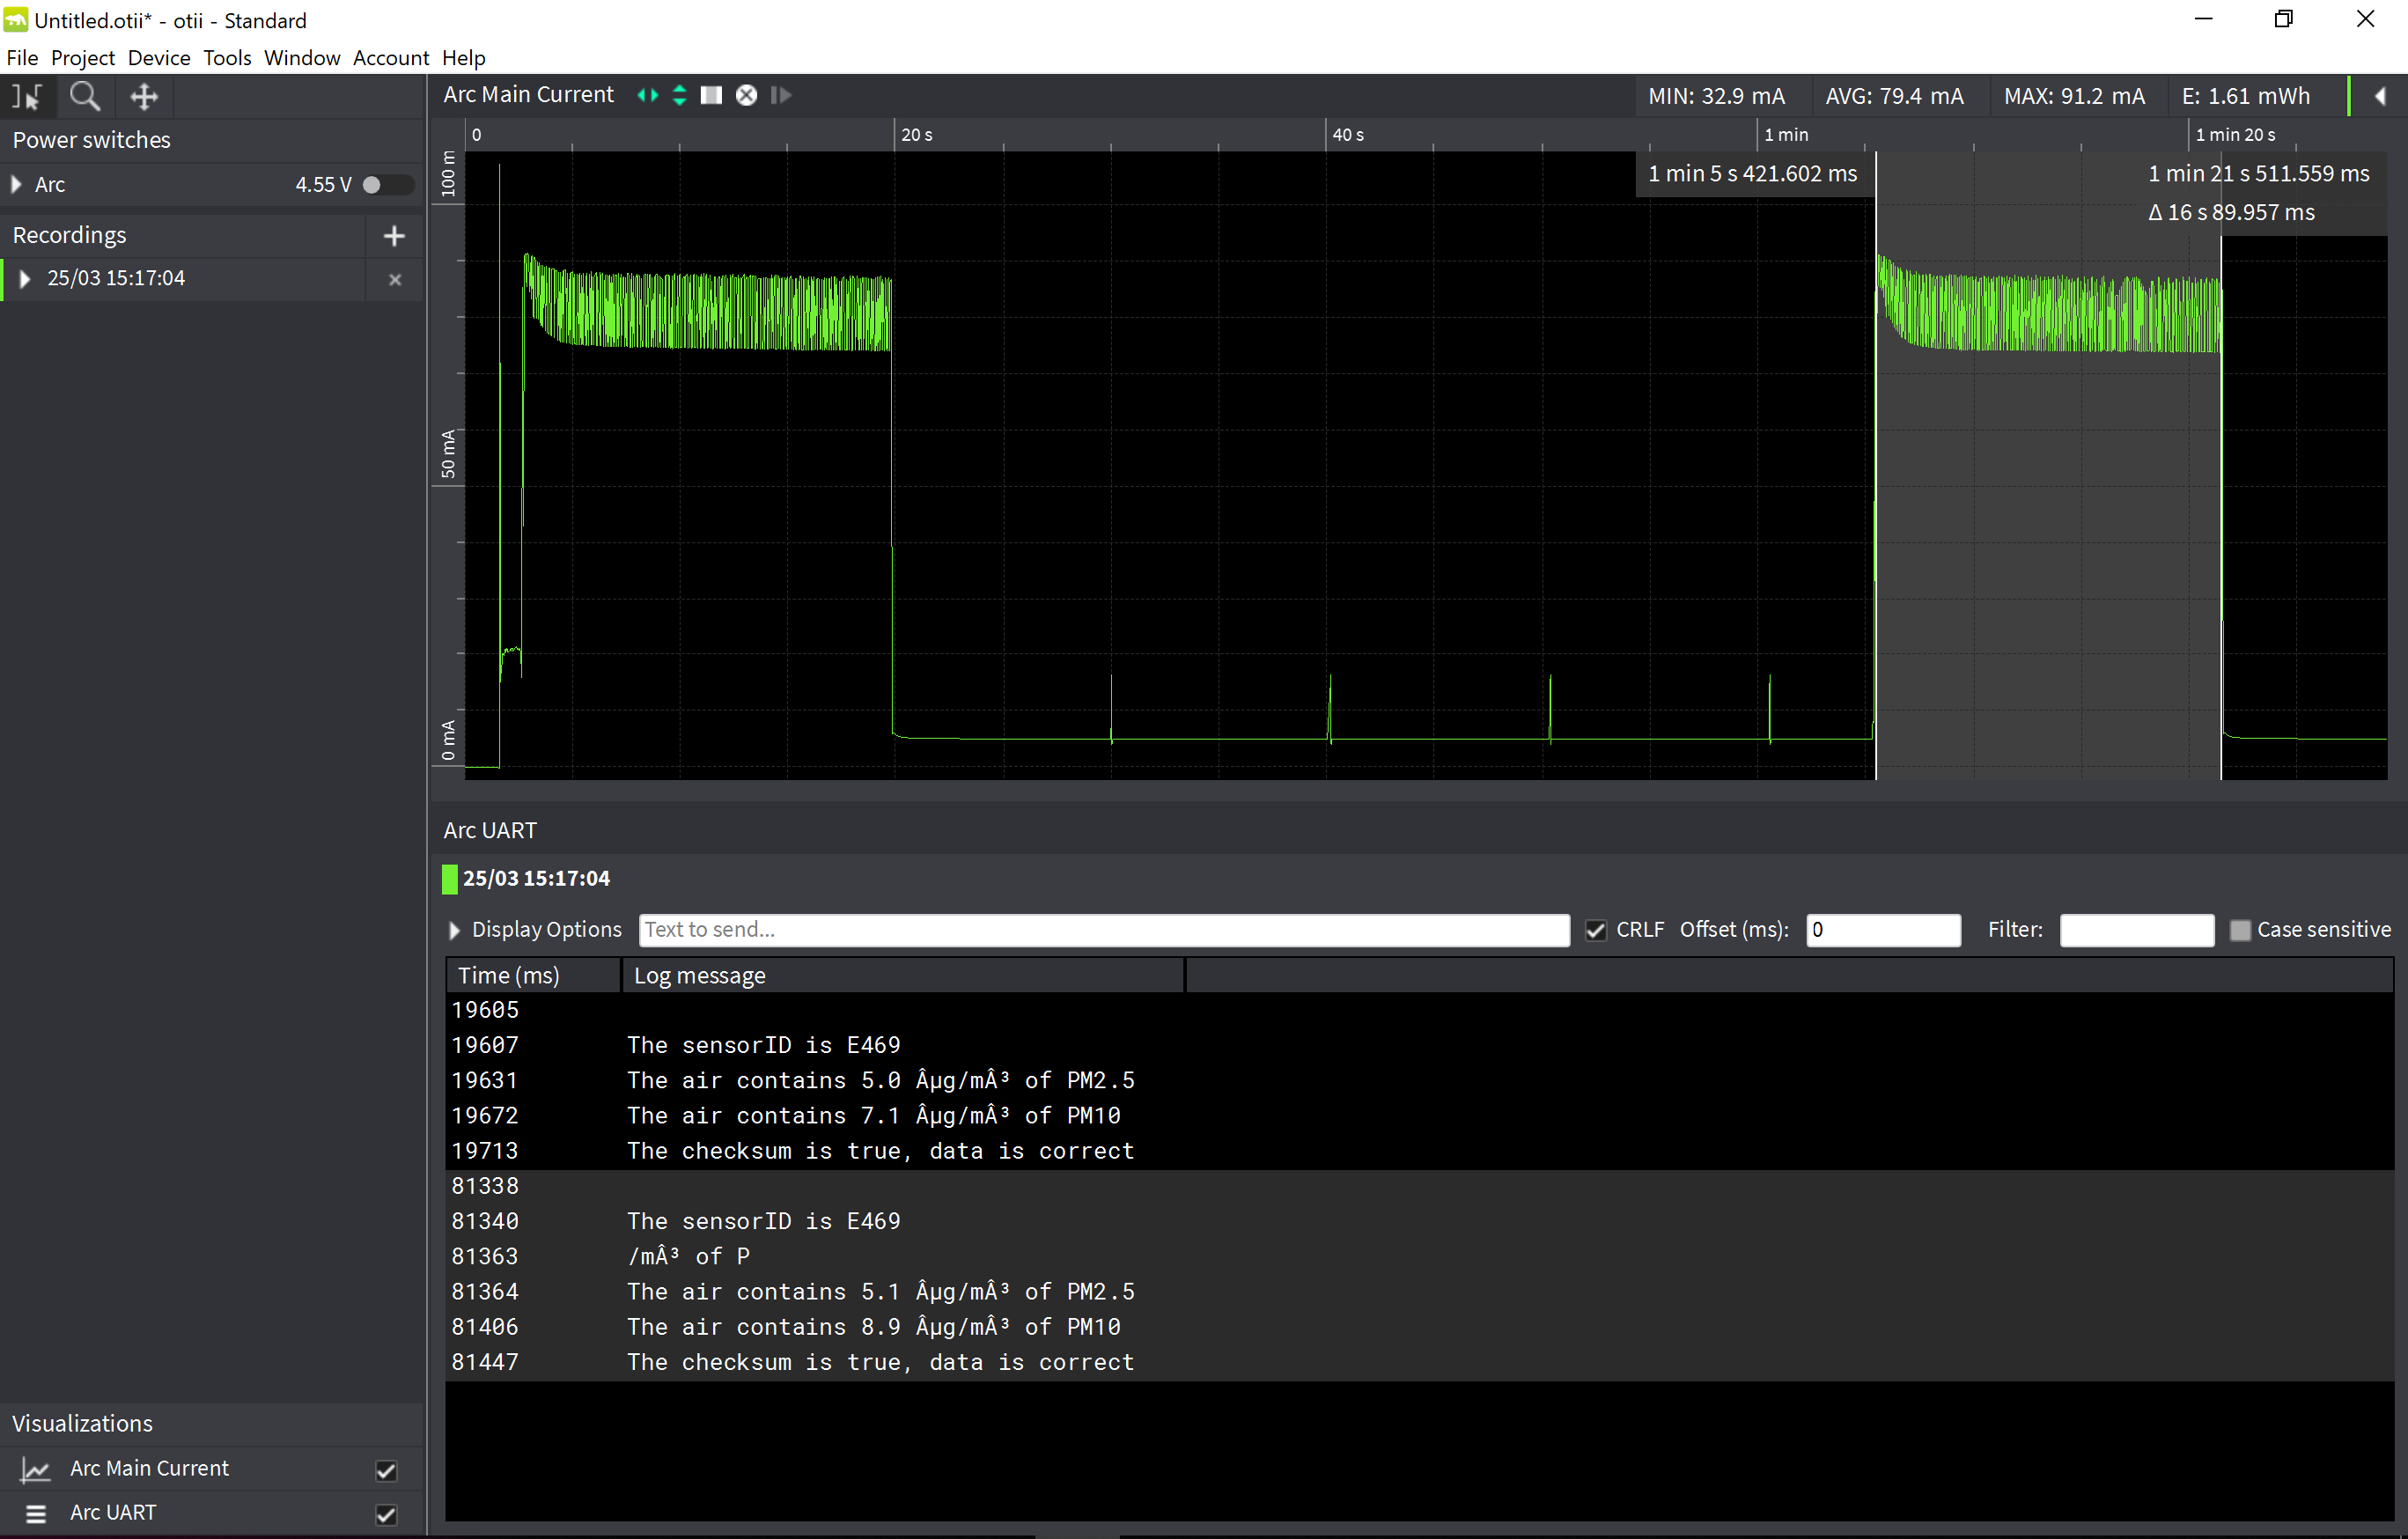 Untitled.otii* - otii - Standard
File Project Device Tools Window Account Help
Arc Main Current MIN: 32.9 mA AVG: 79.4 mA MAX: 91.2 mA E: 1.61 mWh
Power switches
Arc 4.55 V
Recordings
25/03 15:17:04
0 20 s 40 s 1 min 1 min 20 s
1 min 5 s 421.602 ms 1 min 21 s 511.559 ms
Δ 16 s 89.957 ms
100 m
50 mA
0 mA
Arc UART
25/03 15:17:04
Display Options Text to send... CRLF Offset (ms): 0 Filter: Case sensitive
Time (ms) Log message
19605
19607 The sensorID is E469
19631 The air contains 5.0 Âµg/mÂ³ of PM2.5
19672 The air contains 7.1 Âµg/mÂ³ of PM10
19713 The checksum is true, data is correct
81338
81340 The sensorID is E469
81363 /mÂ³ of P
81364 The air contains 5.1 Âµg/mÂ³ of PM2.5
81406 The air contains 8.9 Âµg/mÂ³ of PM10
81447 The checksum is true, data is correct
Visualizations
Arc Main Current
Arc UART